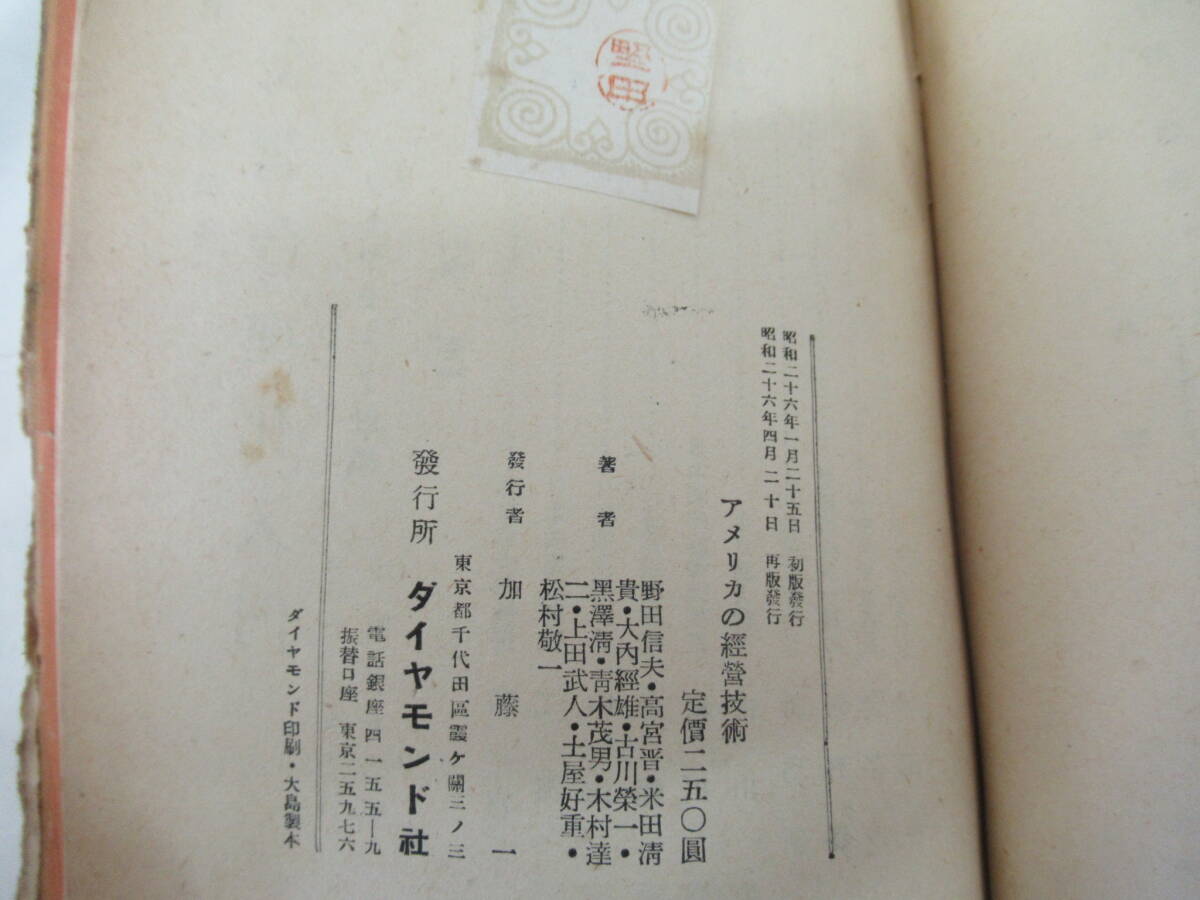 昭和二十六年一月二十五日 初版發行
昭和二十六年四月二十日 再版發行
アメリカの經營技術
定價二五〇圓
著者
野田信夫・高宮晋・米田淸
貴・大內經雄・古川榮一・
黑澤淸・靑木茂男・木村達
二・上田武人・土屋好重・
松村敬一
發行者 加藤一
東京都千代田區霞ケ關三ノ三
發行所 ダイヤモンド社
電話銀座四一五五―九
振替口座 東京二五九七六
ダイヤモンド印刷・大島製本